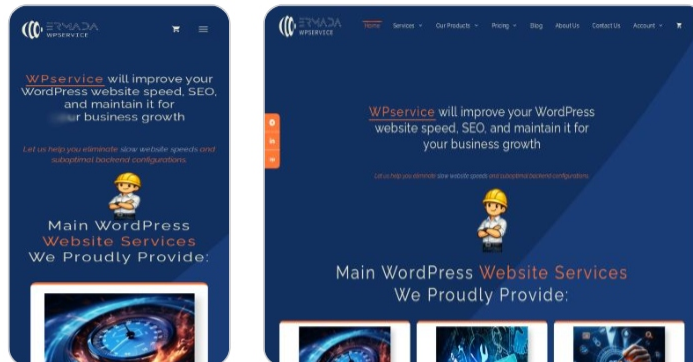 ERMADA
WPSERVICE
WPservice will improve your
WordPress website speed, SEO,
and maintain it for
business growth
Let us help you eliminate slow website speeds and
suboptimal backend configurations
Main WordPress
Website Services
We Proudly Provide:
ERMADA
WPSERVICE
Home Services Our Products Pricing Blog About Us Contact Us Account
WPservice will improve your WordPress
website speed, SEO, and maintain it for
your business growth
Let us help you eliminate slow website speeds and suboptimal backend configurations
in
Main WordPress Website Services
We Proudly Provide: